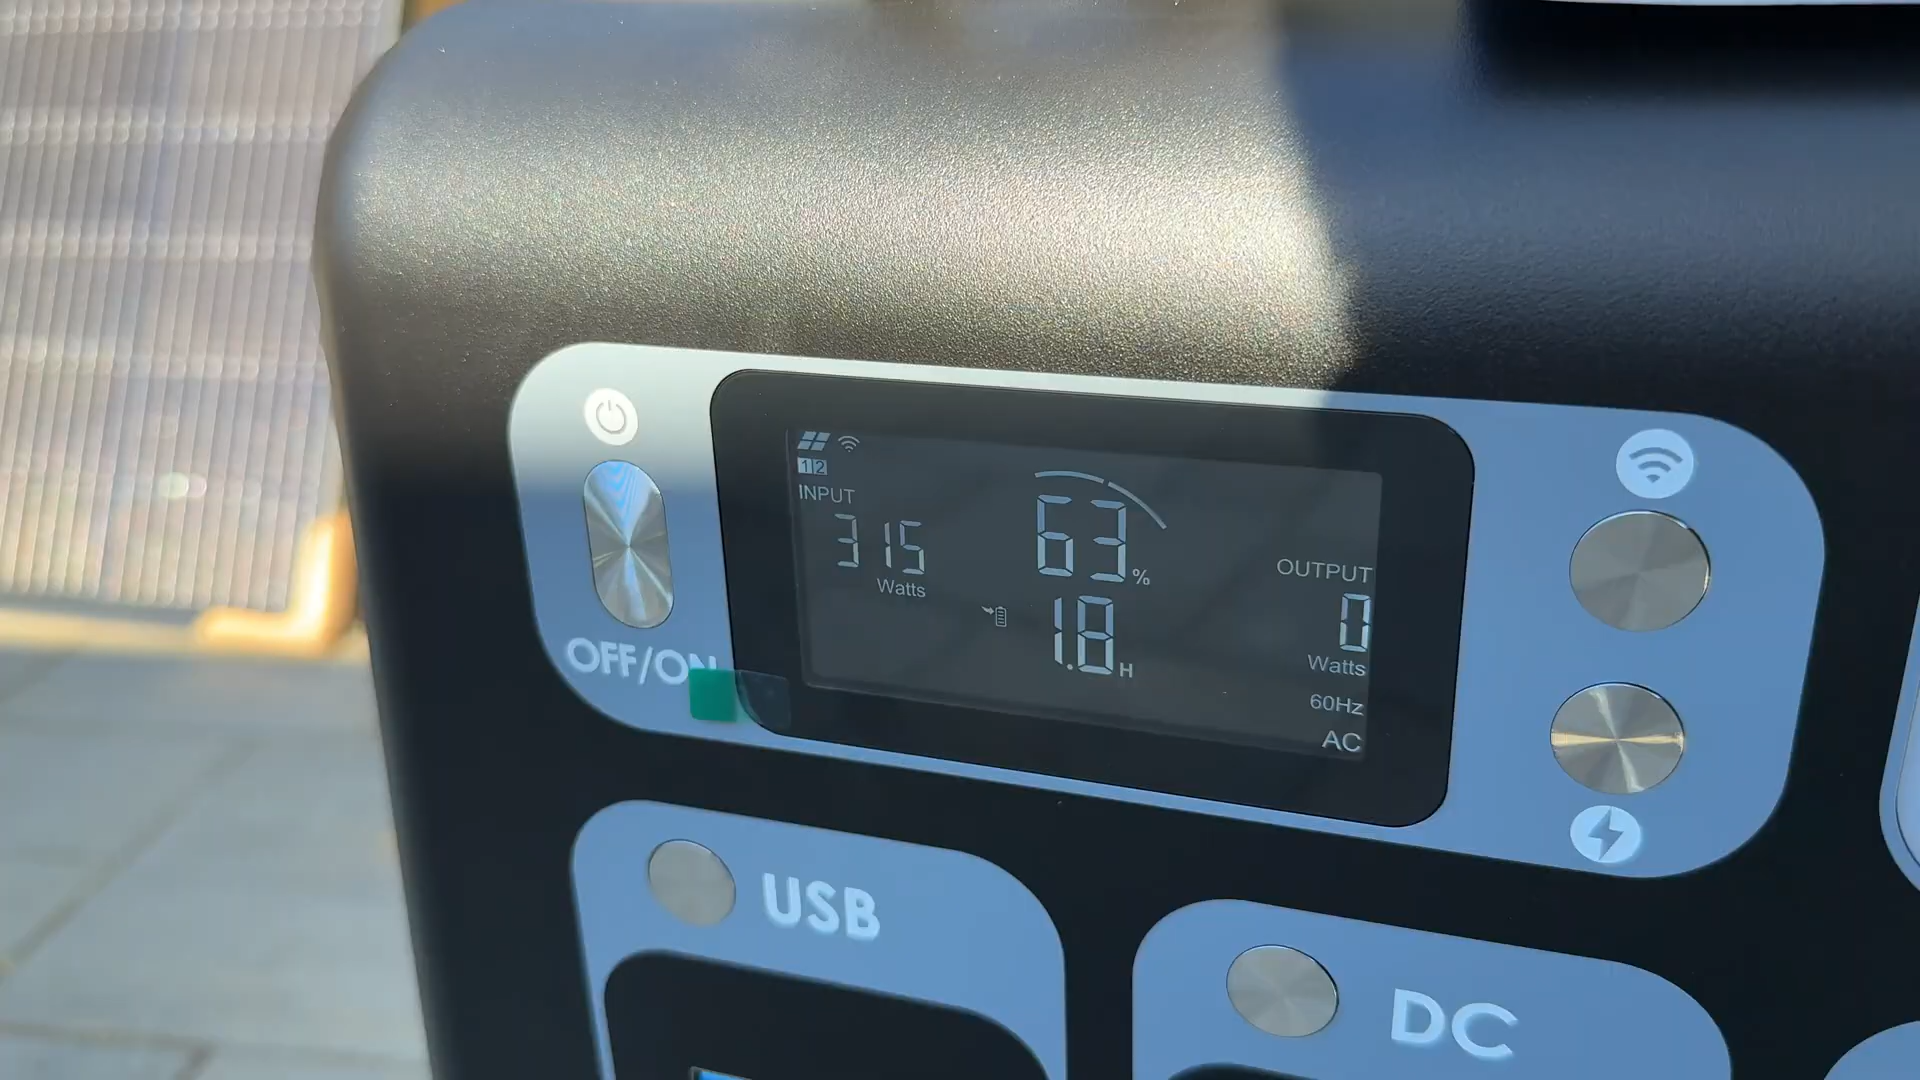 1|2
INPUT
315
Watts
63%
1.8H
OUTPUT
0
Watts
60Hz
AC
OFF/ON
USB
DC